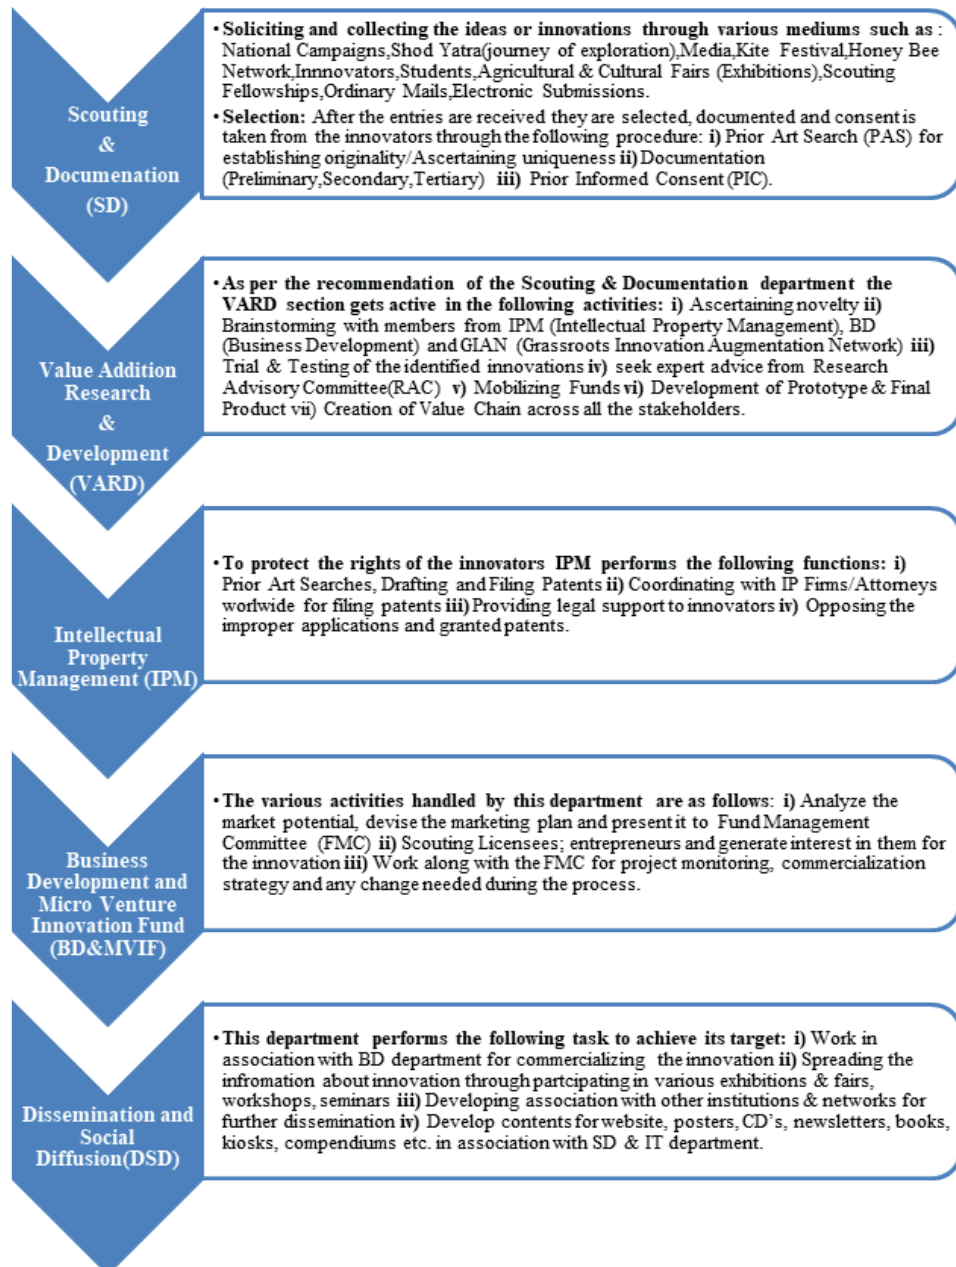 Scouting
&
Documenation
(SD)
• Soliciting and collecting the ideas or innovations through various mediums such as :
National Campaigns,Shod Yatra(journey of exploration),Media,Kite Festival,Honey Bee
Network,Innnovators,Students,Agricultural & Cultural Fairs (Exhibitions),Scouting
Fellowships,Ordinary Mails,Electronic Submissions.
• Selection: After the entries are received they are selected, documented and consent is
taken from the innovators through the following procedure: i) Prior Art Search (PAS) for
establishing originality/Ascertaining uniqueness ii) Documentation
(Preliminary,Secondary,Tertiary) iii) Prior Informed Consent (PIC).
Value Addition
Research
&
Development
(VARD)
• As per the recommendation of the Scouting & Documentation department the
VARD section gets active in the following activities: i) Ascertaining novelty ii)
Brainstorming with members from IPM (Intellectual Property Management), BD
(Business Development) and GIAN (Grassroots Innovation Augmentation Network) iii)
Trial & Testing of the identified innovations iv) seek expert advice from Research
Advisory Committee(RAC) v) Mobilizing Funds vi) Development of Prototype & Final
Product vii) Creation of Value Chain across all the stakeholders.
Intellectual
Property
Management (IPM)
• To protect the rights of the innovators IPM performs the following functions: i)
Prior Art Searches, Drafting and Filing Patents ii) Coordinating with IP Firms/Attorneys
worlwide for filing patents iii) Providing legal support to innovators iv) Opposing the
improper applications and granted patents.
Business
Development and
Micro Venture
Innovation Fund
(BD&MVIF)
• The various activities handled by this department are as follows: i) Analyze the
market potential, devise the marketing plan and present it to Fund Management
Committee (FMC) ii) Scouting Licensees; entrepreneurs and generate interest in them for
the innovation iii) Work along with the FMC for project monitoring, commercialization
strategy and any change needed during the process.
Dissemination and
Social
Diffusion(DSD)
• This department performs the following task to achieve its target: i) Work in
association with BD department for commercializing the innovation ii) Spreading the
infromation about innovation through partcipating in various exhibitions & fairs,
workshops, seminars iii) Developing association with other institutions & networks for
further dissemination iv) Develop contents for website, posters, CD's, newsletters, books,
kiosks, compendiums etc. in association with SD & IT department.